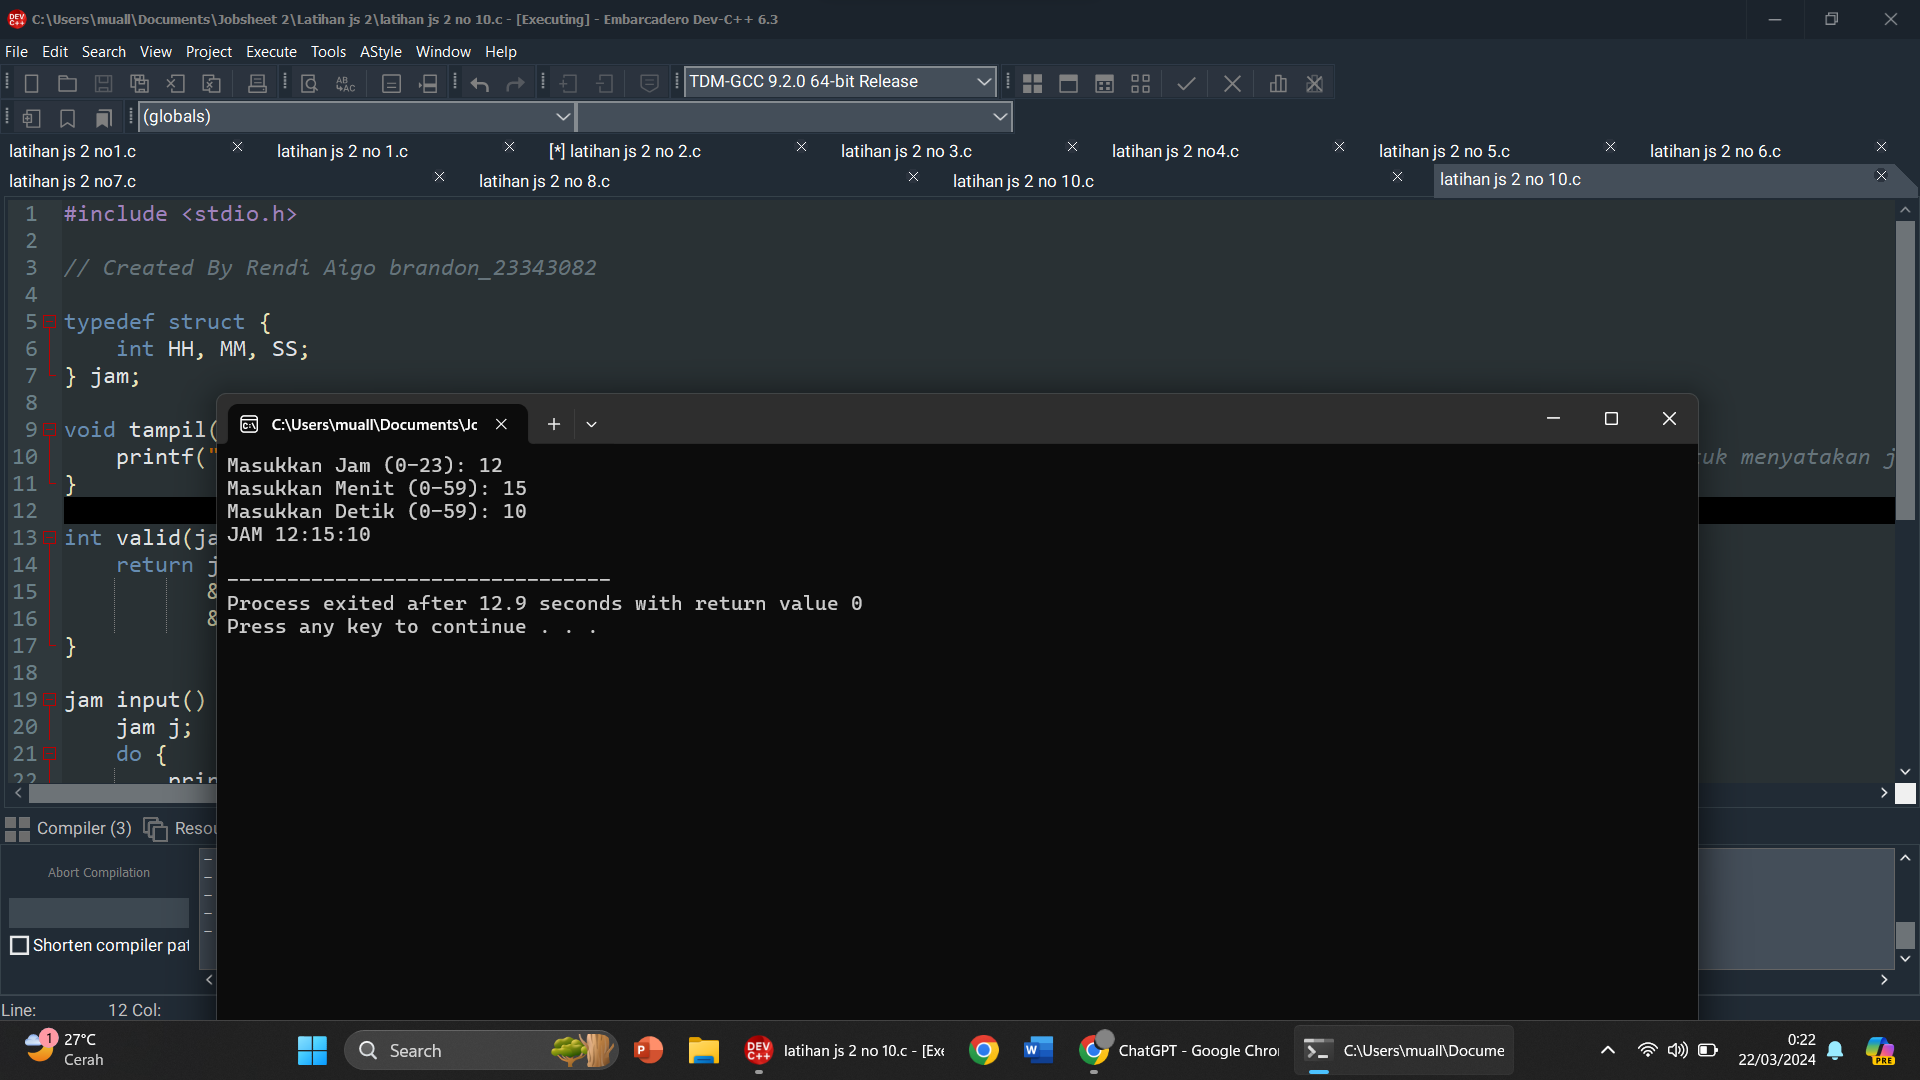 C:\Users\muall\Documents\Jobsheet 2\Latihan js 2\latihan js 2 no 10.c - [Executing] - Embarcadero Dev-C++ 6.3
File Edit Search View Project Execute Tools AStyle Window Help
TDM-GCC 9.2.0 64-bit Release
(globals)
latihan js 2 no1.c latihan js 2 no 1.c [*] latihan js 2 no 2.c latihan js 2 no 3.c latihan js 2 no4.c latihan js 2 no 5.c latihan js 2 no 6.c
latihan js 2 no7.c latihan js 2 no 8.c latihan js 2 no 10.c latihan js 2 no 10.c
1 #include <stdio.h>
2
3 // Created By Rendi Aigo brandon_23343082
4
5 typedef struct {
6 int HH, MM, SS;
7 } jam;
8
9 void tampil(
10 printf(" uk menyatakan j
11 }
12
13 int valid(ja
14 return j
15 &
16 &
17 }
18
19 jam input()
20 jam j;
21 do {
22 prin
C:\Users\muall\Documents\Jc
Masukkan Jam (0-23): 12
Masukkan Menit (0-59): 15
Masukkan Detik (0-59): 10
JAM 12:15:10
--------------------------------
Process exited after 12.9 seconds with return value 0
Press any key to continue . . .
Compiler (3) Resou
Abort Compilation
Shorten compiler pat
Line: 12 Col:
1 27°C
Cerah
Search
latihan js 2 no 10.c - [Exe
ChatGPT - Google Chro
C:\Users\muall\Docume
0:22
22/03/2024
PRE